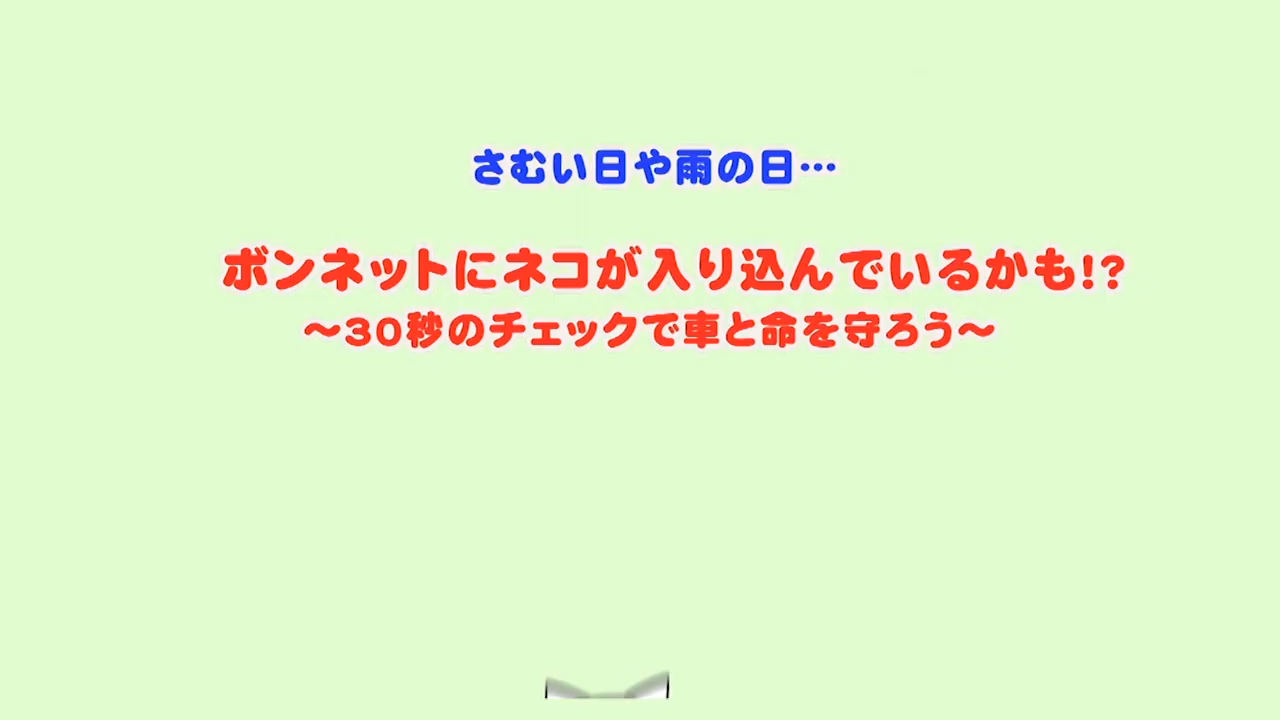 さむい日や雨の日…
ボンネットにネコが入り込んでいるかも!?
～30秒のチェックで車と命を守ろう～